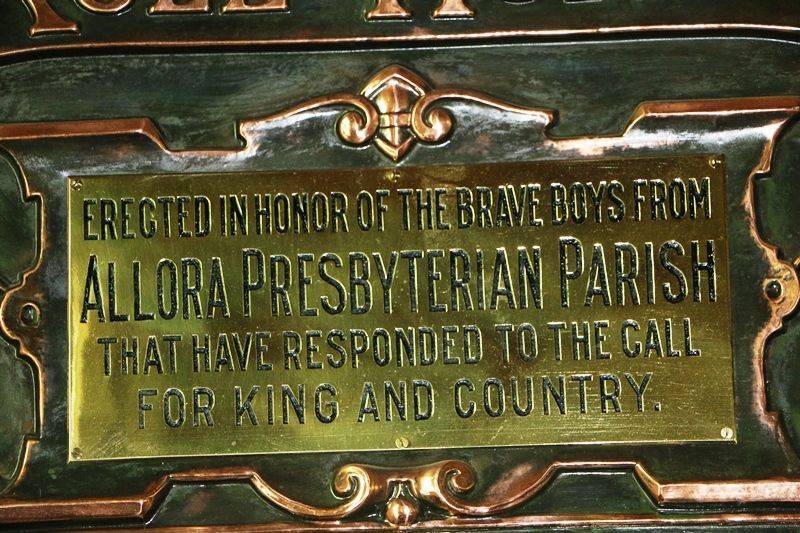 ERECTED IN HONOR OF THE BRAVE BOYS FROM
ALLORA PRESBYTERIAN PARISH
THAT HAVE RESPONDED TO THE CALL
FOR KING AND COUNTRY.